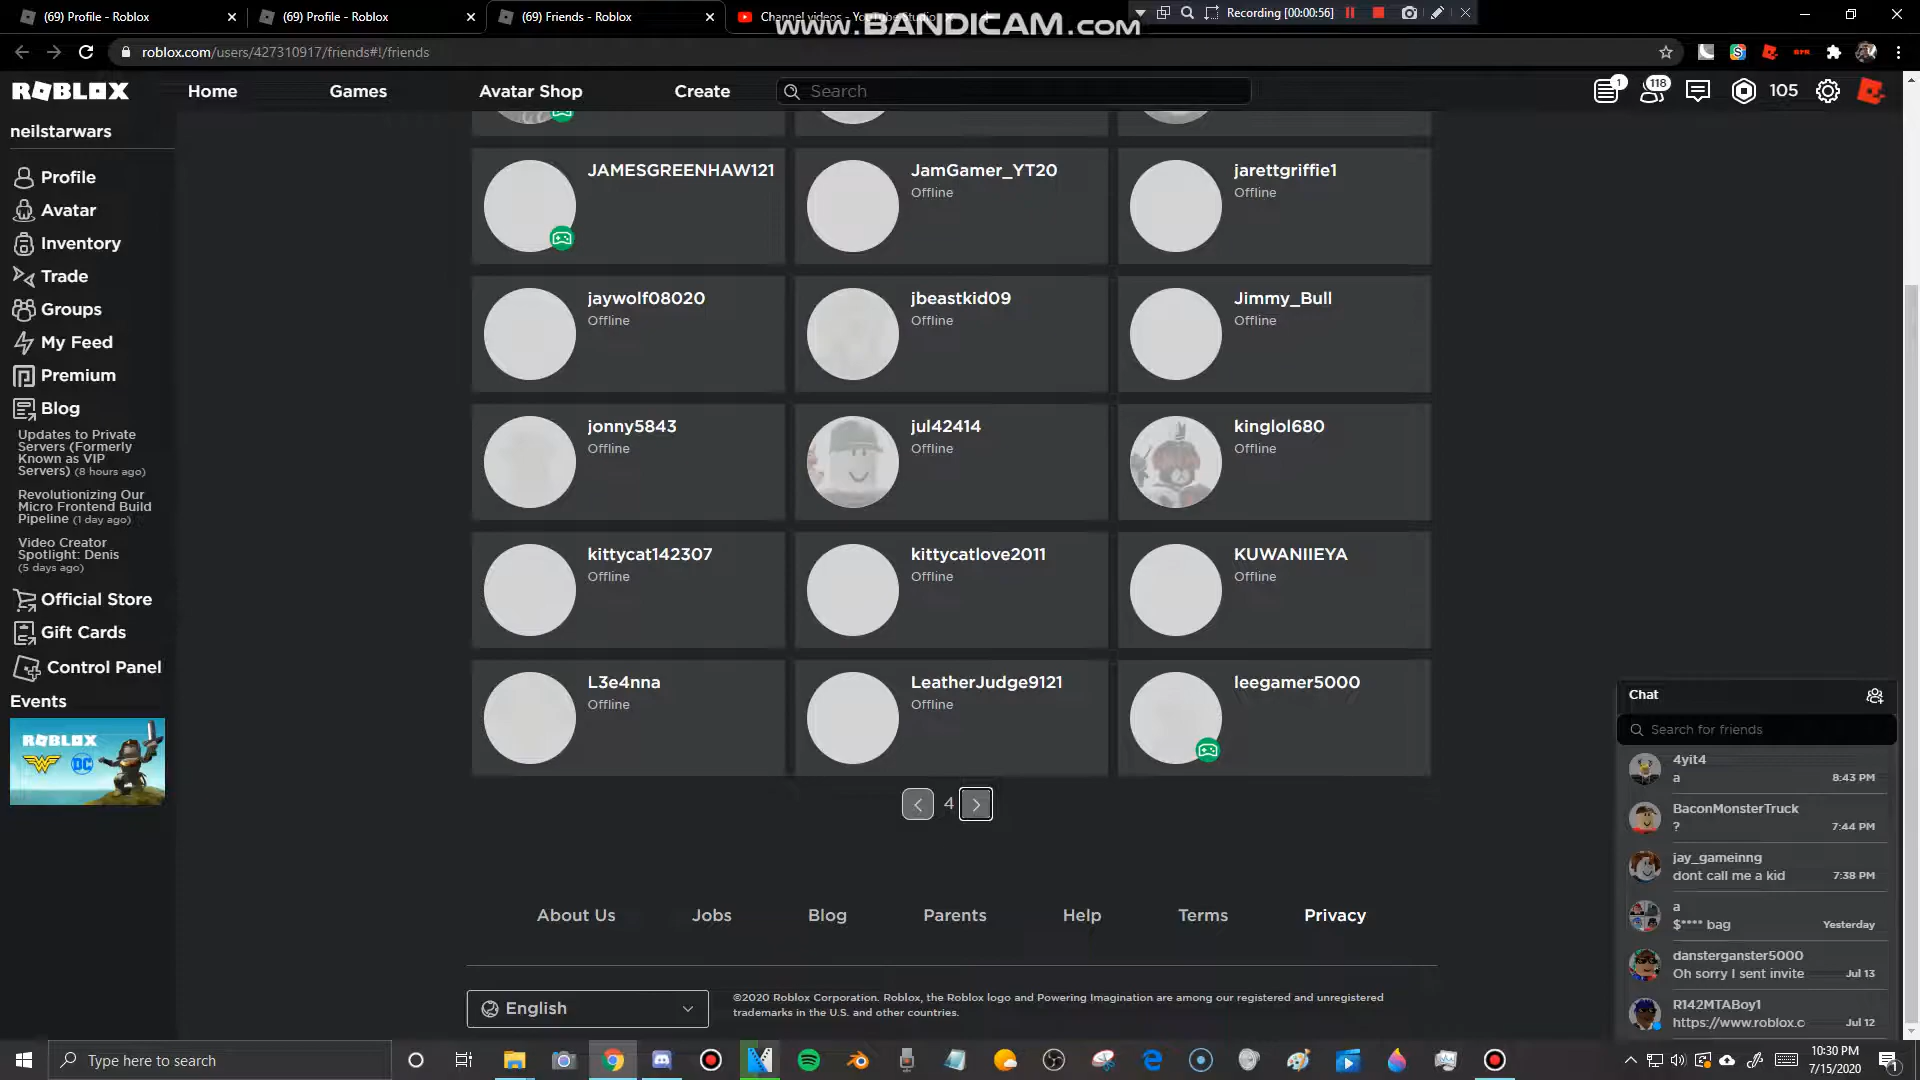 (69) Profile - Roblox
(69) Profile - Roblox
(69) Friends - Roblox
Channel videos - YouTube Studio
www.BANDICAM.com
Recording [00:00:56]
roblox.com/users/427310917/friends#!/friends
ROBLOX
Home
Games
Avatar Shop
Create
Search
1
118
105
neilstarwars
Profile
Avatar
Inventory
Trade
Groups
My Feed
Premium
Blog
Updates to Private
Servers (Formerly
Known as VIP
Servers) (8 hours ago)
Revolutionizing Our
Micro Frontend Build
Pipeline (1 day ago)
Video Creator
Spotlight: Denis
(5 days ago)
Official Store
Gift Cards
Control Panel
Events
ROBLOX
DC
JAMESGREENHAW121
JamGamer_YT20
Offline
jarettgriffie1
Offline
jaywolf08020
Offline
jbeastkid09
Offline
Jimmy_Bull
Offline
jonny5843
Offline
jul42414
Offline
kinglol680
Offline
kittycat142307
Offline
kittycatlove2011
Offline
KUWANIIEYA
Offline
L3e4nna
Offline
LeatherJudge9121
Offline
leegamer5000
4
About Us
Jobs
Blog
Parents
Help
Terms
Privacy
English
©2020 Roblox Corporation. Roblox, the Roblox logo and Powering Imagination are among our registered and unregistered
trademarks in the U.S. and other countries.
Chat
Search for friends
4yit4
a 8:43 PM
BaconMonsterTruck
? 7:44 PM
jay_gameinng
dont call me a kid 7:38 PM
a
$**** bag Yesterday
dansterganster5000
Oh sorry I sent invite Jul 13
R142MTABoy1
https://www.roblox.c Jul 12
Type here to search
10:30 PM
7/15/2020
1